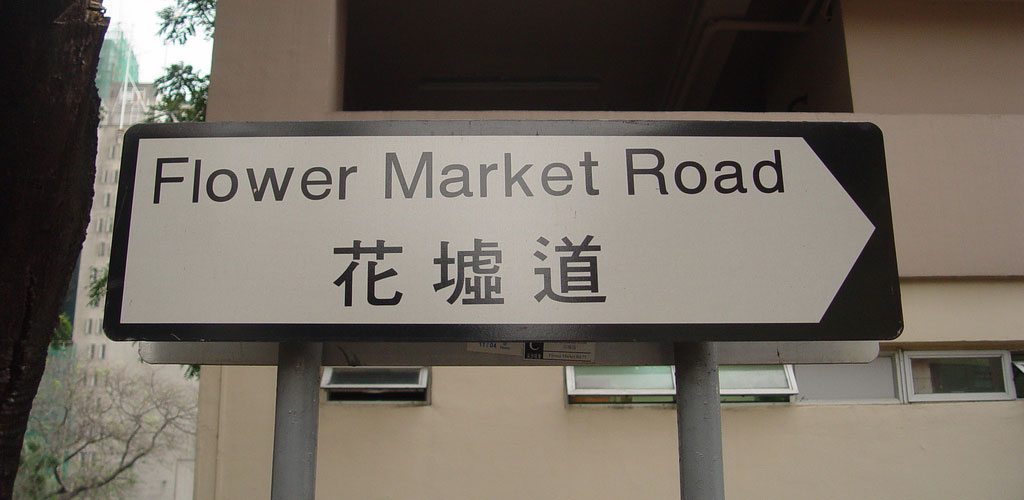 Flower Market Road
花墟道